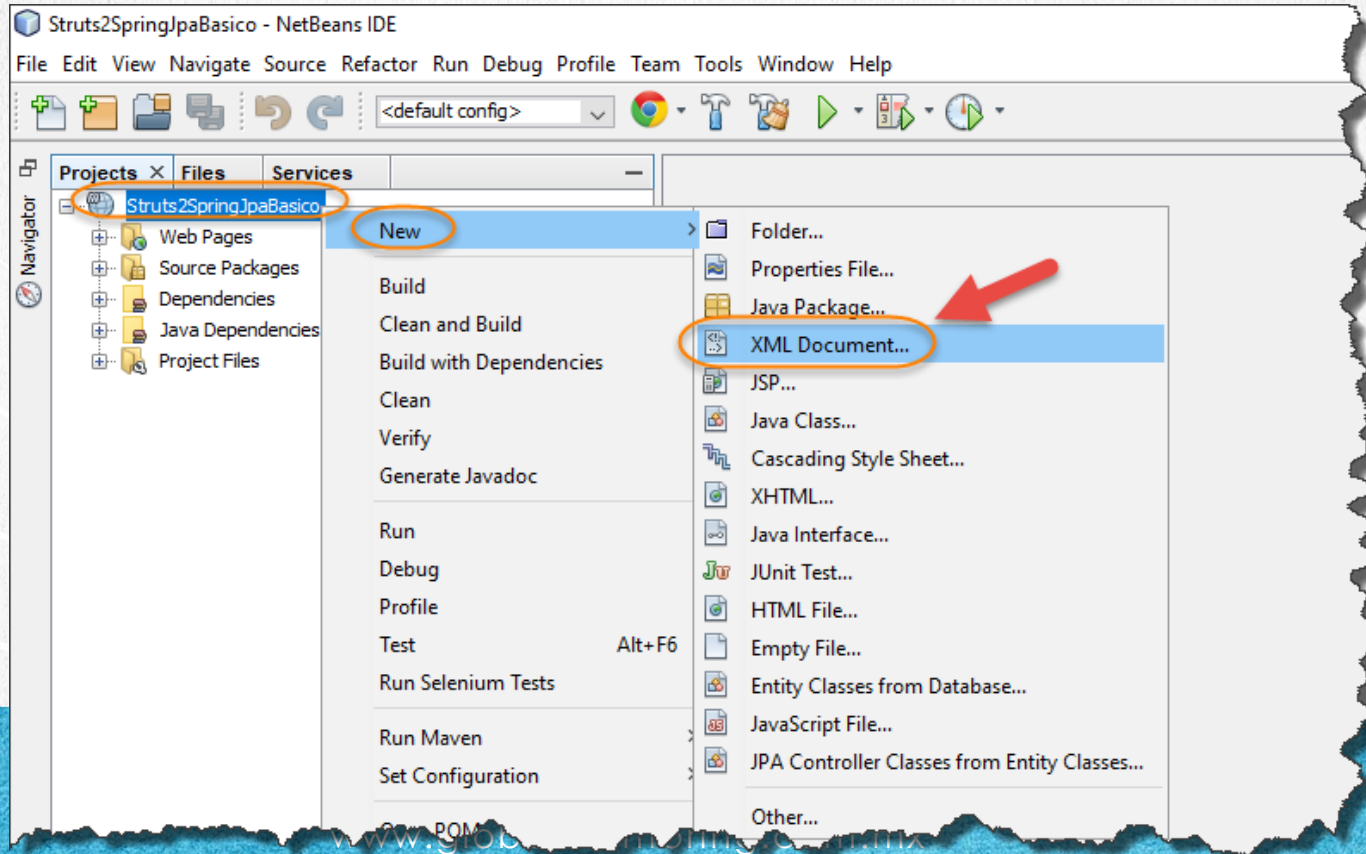 Struts2SpringJpaBasico - NetBeans IDE
File Edit View Navigate Source Refactor Run Debug Profile Team Tools Window Help
<default config>
Projects Files Services
Navigator
Struts2SpringJpaBasico
Web Pages
Source Packages
Dependencies
Java Dependencies
Project Files
New
Build
Clean and Build
Build with Dependencies
Clean
Verify
Generate Javadoc
Run
Debug
Profile
Test Alt+F6
Run Selenium Tests
Run Maven
Set Configuration
POM
Folder...
Properties File...
Java Package...
XML Document...
JSP...
Java Class...
Cascading Style Sheet...
XHTML...
Java Interface...
JUnit Test...
HTML File...
Empty File...
Entity Classes from Database...
JavaScript File...
JPA Controller Classes from Entity Classes...
Other...